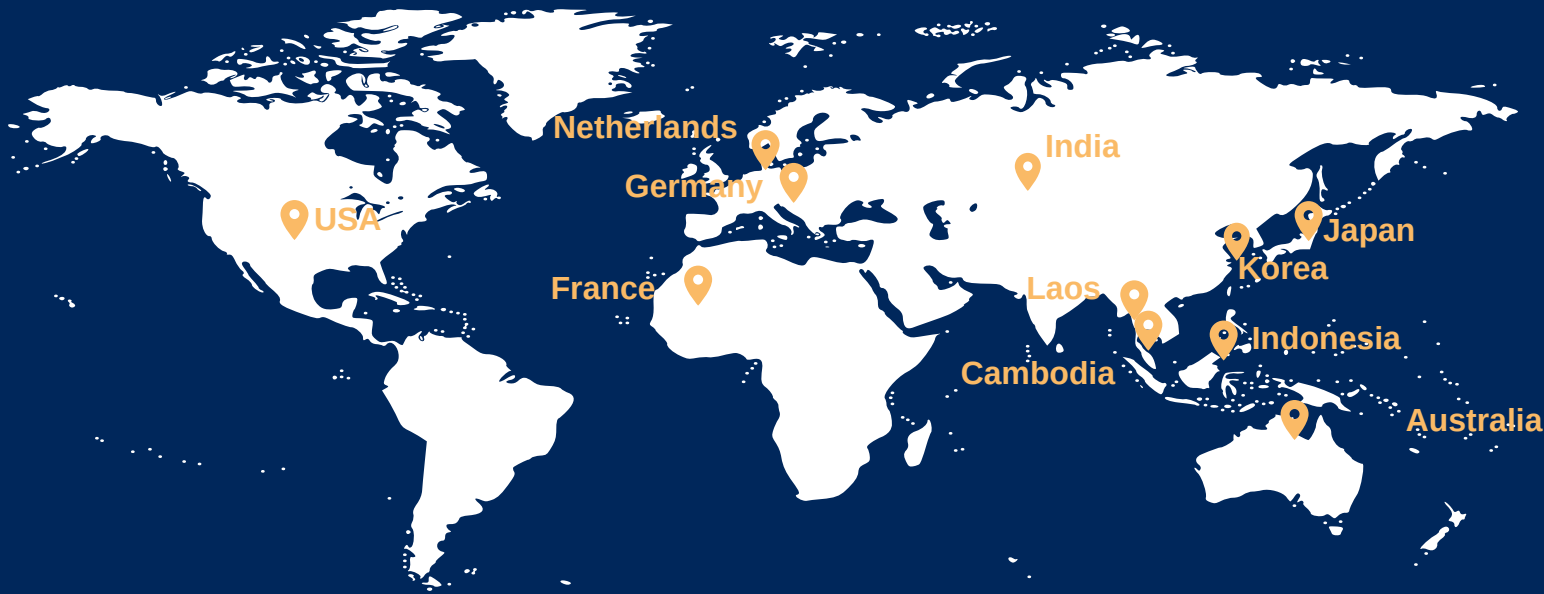 Netherlands
India
Germany
USA
Japan
Korea
France
Laos
Indonesia
Cambodia
Australia